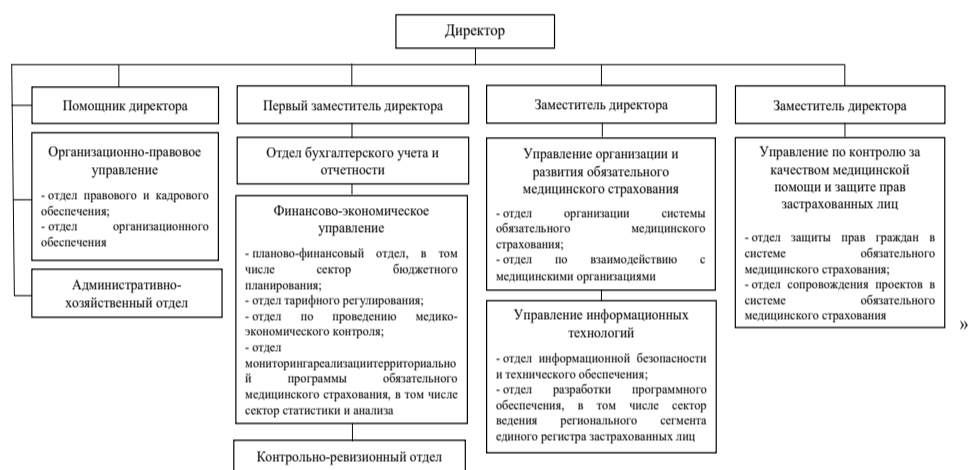 Директор
Помощник директора
Организационно-правовое
управление
- отдел правового и кадрового
обеспечения;
- отдел организационного
обеспечения
Административно-
хозяйственный отдел
Первый заместитель директора
Отдел бухгалтерского учета и
отчетности
Финансово-экономическое
управление
- планово-финансовый отдел, в том
числе сектор бюджетного
планирования;
- отдел тарифного регулирования;
- отдел по проведению медико-
экономического контроля;
- отдел
мониторингареализациитерриториально
й программы обязательного
медицинского страхования, в том числе
сектор статистики и анализа
Контрольно-ревизионный отдел
Заместитель директора
Управление организации и
развития обязательного
медицинского страхования
- отдел организации системы
обязательного медицинского
страхования;
- отдел по взаимодействию с
медицинскими организациями
Управление информационных
технологий
- отдел информационной безопасности
и технического обеспечения;
- отдел разработки программного
обеспечения, в том числе сектор
ведения регионального сегмента
единого регистра застрахованных лиц
Заместитель директора
Управление по контролю за
качеством медицинской
помощи и защите прав
застрахованных лиц
- отдел защиты прав граждан в
системе обязательного
медицинского страхования;
- отдел сопровождения проектов в
системе обязательного
медицинского страхования
»